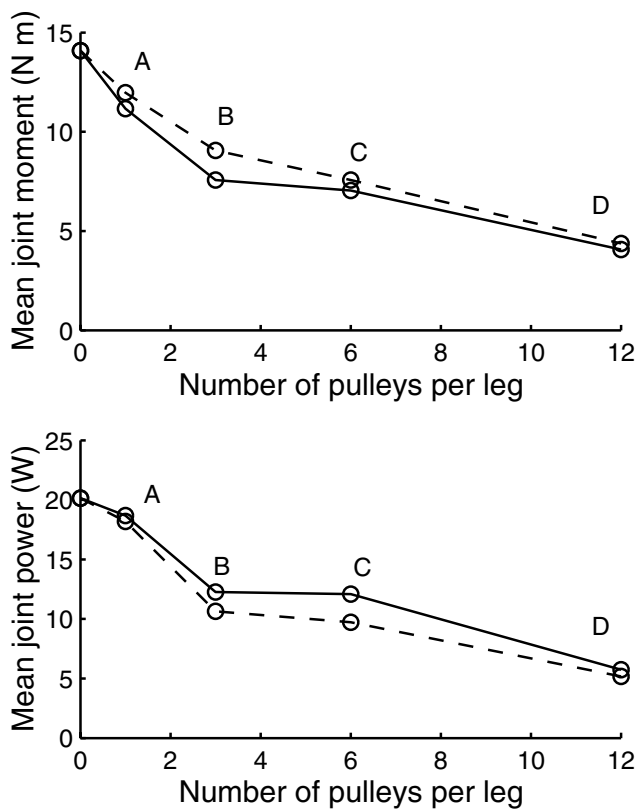 Mean joint moment (N m)
15
10
5
0
A
B
C
D
0 2 4 6 8 10 12
Number of pulleys per leg
Mean joint power (W)
25
20
15
10
5
0
A
B
C
D
0 2 4 6 8 10 12
Number of pulleys per leg